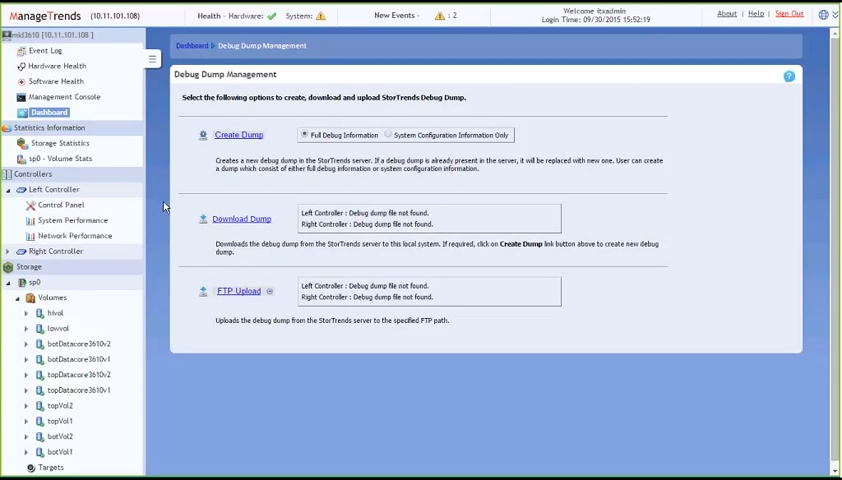 ManageTrends (10.11.101.108) Health - Hardware: System: New Events - : 2 Welcome itxadmin About | Help | Sign Out
Login Time: 09/30/2015 15:52:19
mkt3610 [10.11.101.108 ]
Event Log
Hardware Health
Software Health
Management Console
Dashboard
Statistics Information
Storage Statistics
sp0 - Volume Stats
Controllers
Left Controller
Control Panel
System Performance
Network Performance
Right Controller
Storage
sp0
Volumes
hivol
lowvol
botDatacore3610v2
botDatacore3610v1
topDatacore3610v2
topDatacore3610v1
topVol2
topVol1
botVol2
botVol1
Targets
Dashboard Debug Dump Management
Debug Dump Management
Select the following options to create, download and upload StorTrends Debug Dump.
Create Dump Full Debug Information System Configuration Information Only
Creates a new debug dump in the StorTrends server. If a debug dump is already present in the server, it will be replaced with new one. User can create
a dump which consist of either full debug information or system configuration information.
Download Dump
Left Controller : Debug dump file not found.
Right Controller : Debug dump file not found.
Downloads the debug dump from the StorTrends server to this local system. If required, click on Create Dump link button above to create new debug
dump.
FTP Upload
Left Controller : Debug dump file not found.
Right Controller : Debug dump file not found.
Uploads the debug dump from the StorTrends server to the specified FTP path.